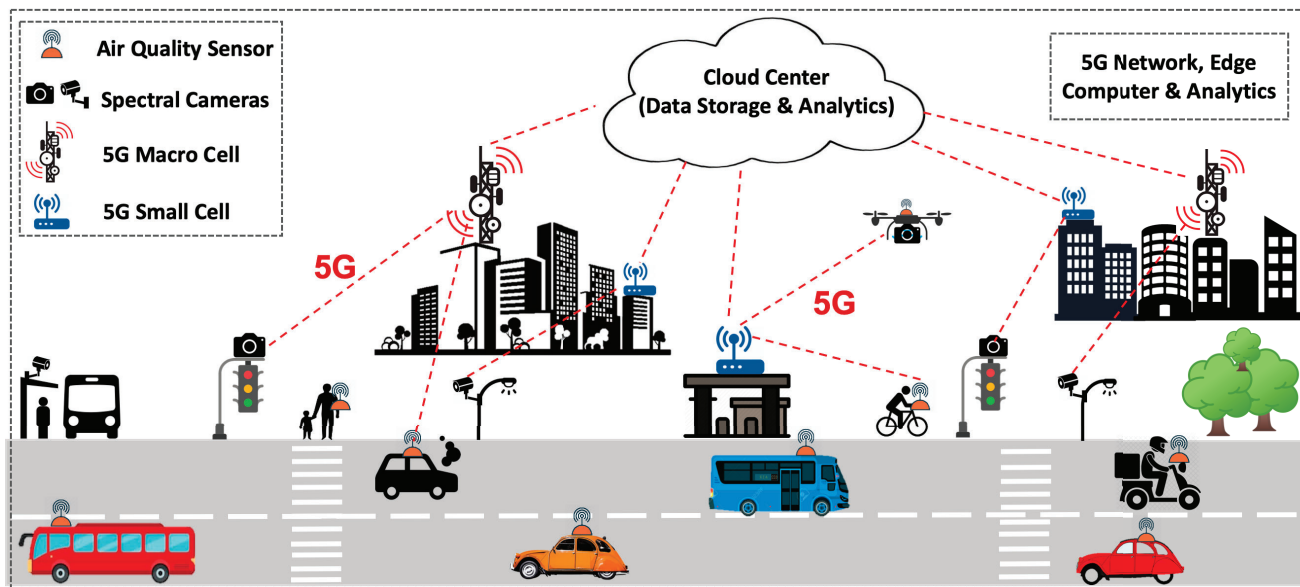 Air Quality Sensor
Spectral Cameras
5G Macro Cell
5G Small Cell
Cloud Center
(Data Storage & Analytics)
5G Network, Edge
Computer & Analytics
5G
5G